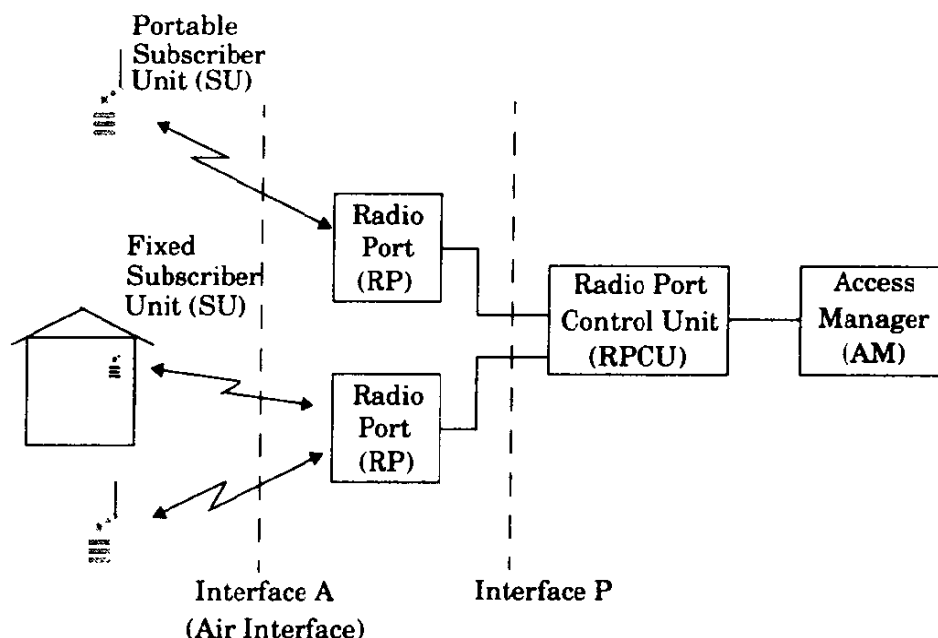 Portable
Subscriber
Unit (SU)
Radio
Port
(RP)
Fixed
Subscriber
Unit (SU)
Radio Port
Control Unit
(RPCU)
Access
Manager
(AM)
Radio
Port
(RP)
Interface A
(Air Interface)
Interface P